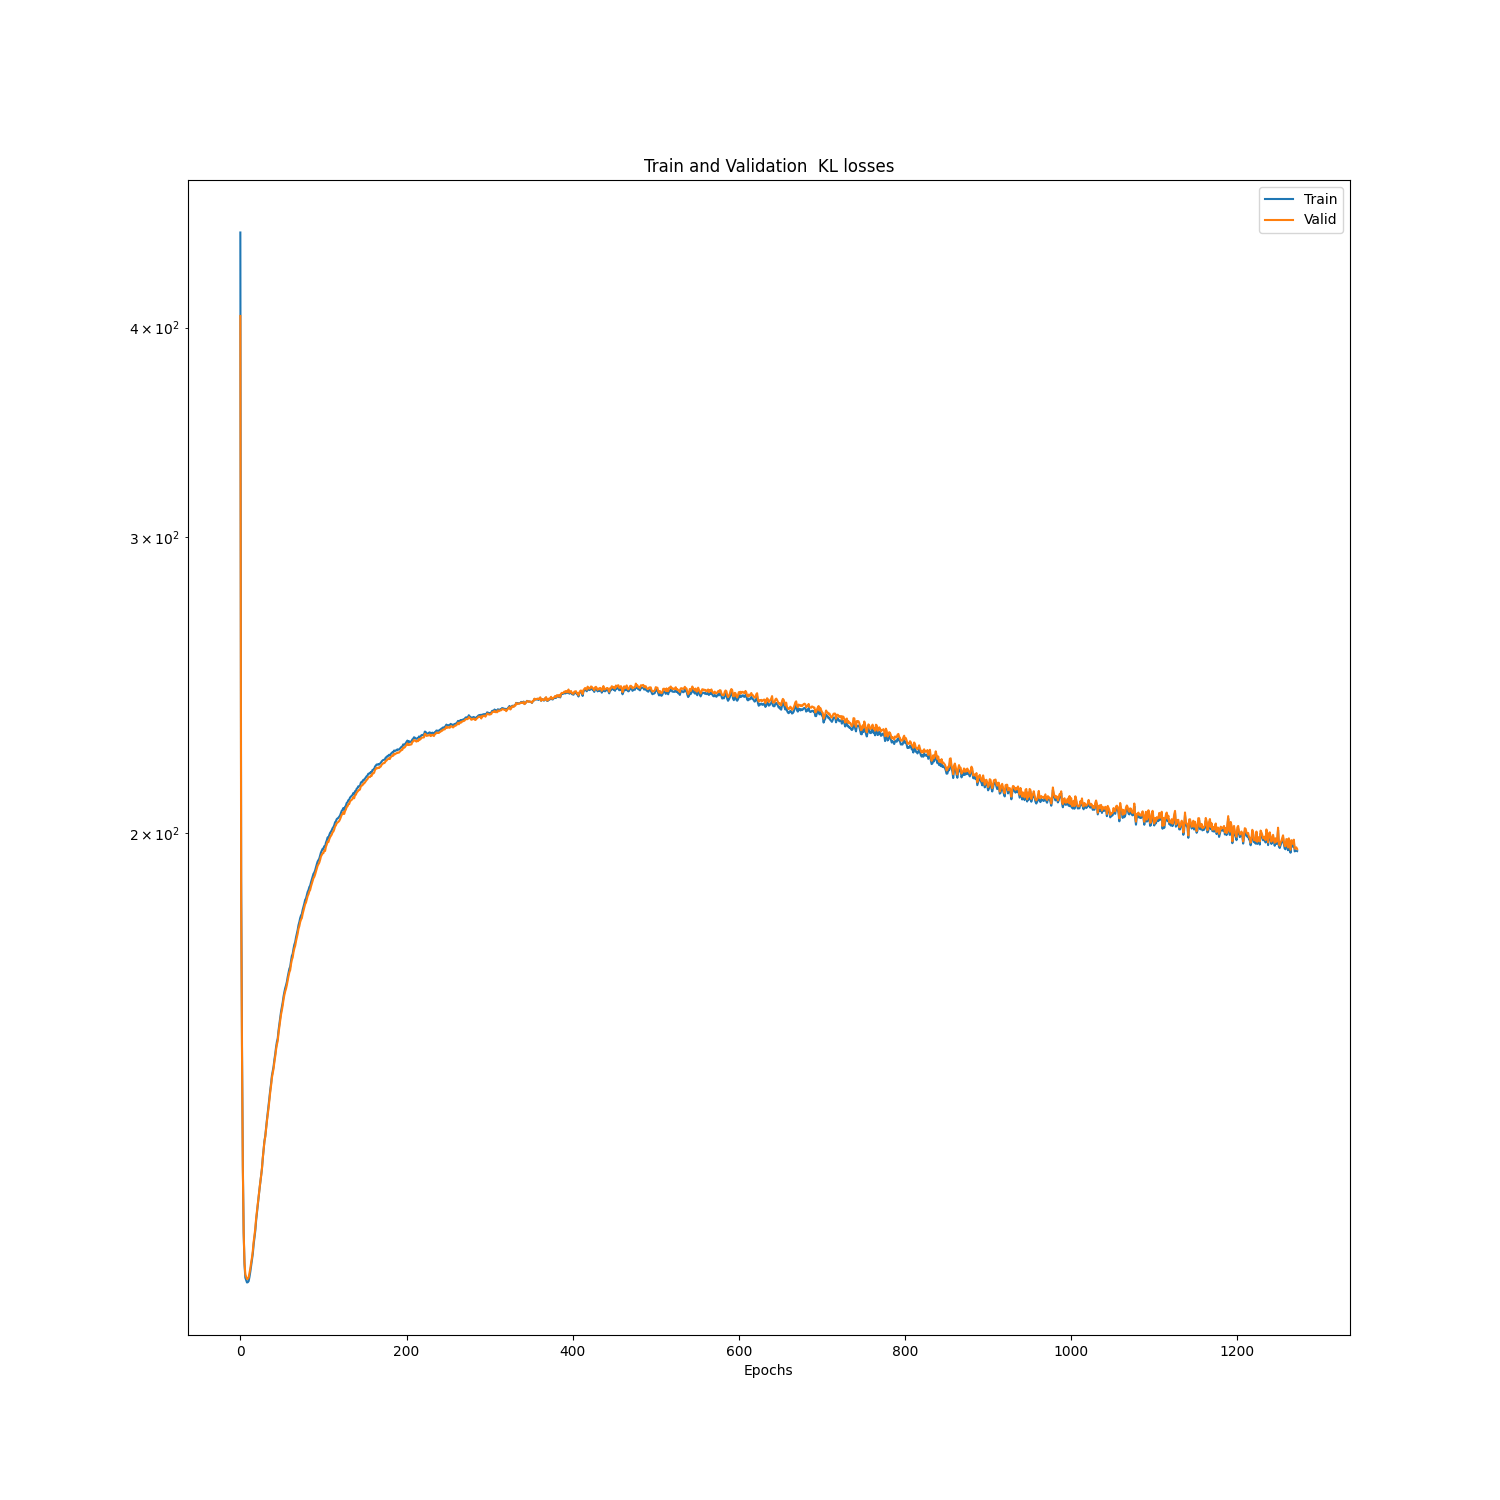 Train and Validation  KL losses
Train
Valid
4 × 10²
3 × 10²
2 × 10²
0 200 400 600 800 1000 1200
Epochs